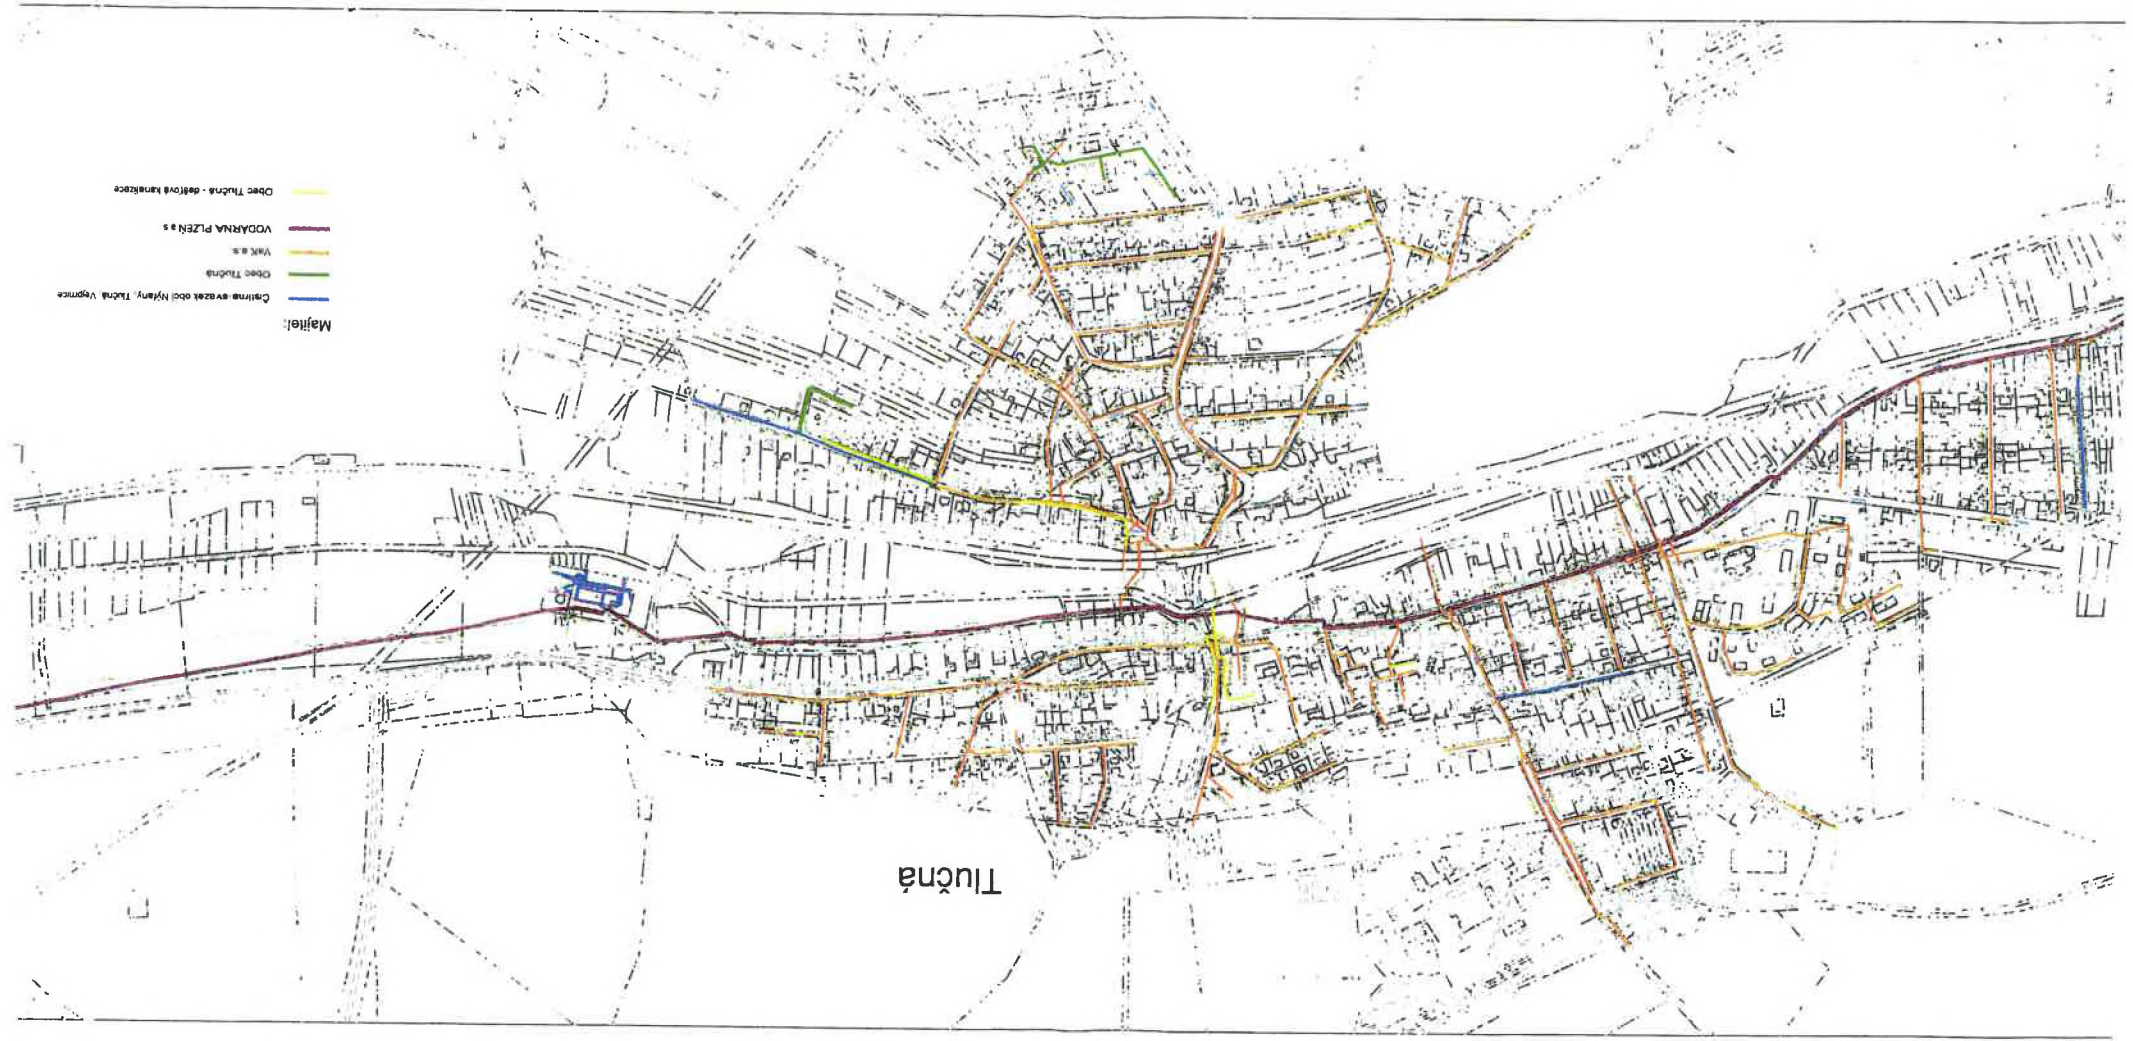 Tlučná
Majitel:
Čistírna-svazek obcí Nýřany, Tlučná, Vejprnice
Obec Tlučná
VaK a.s.
VODÁRNA PLZEŇ a s
Obec Tlučná - dešťová kanalizace